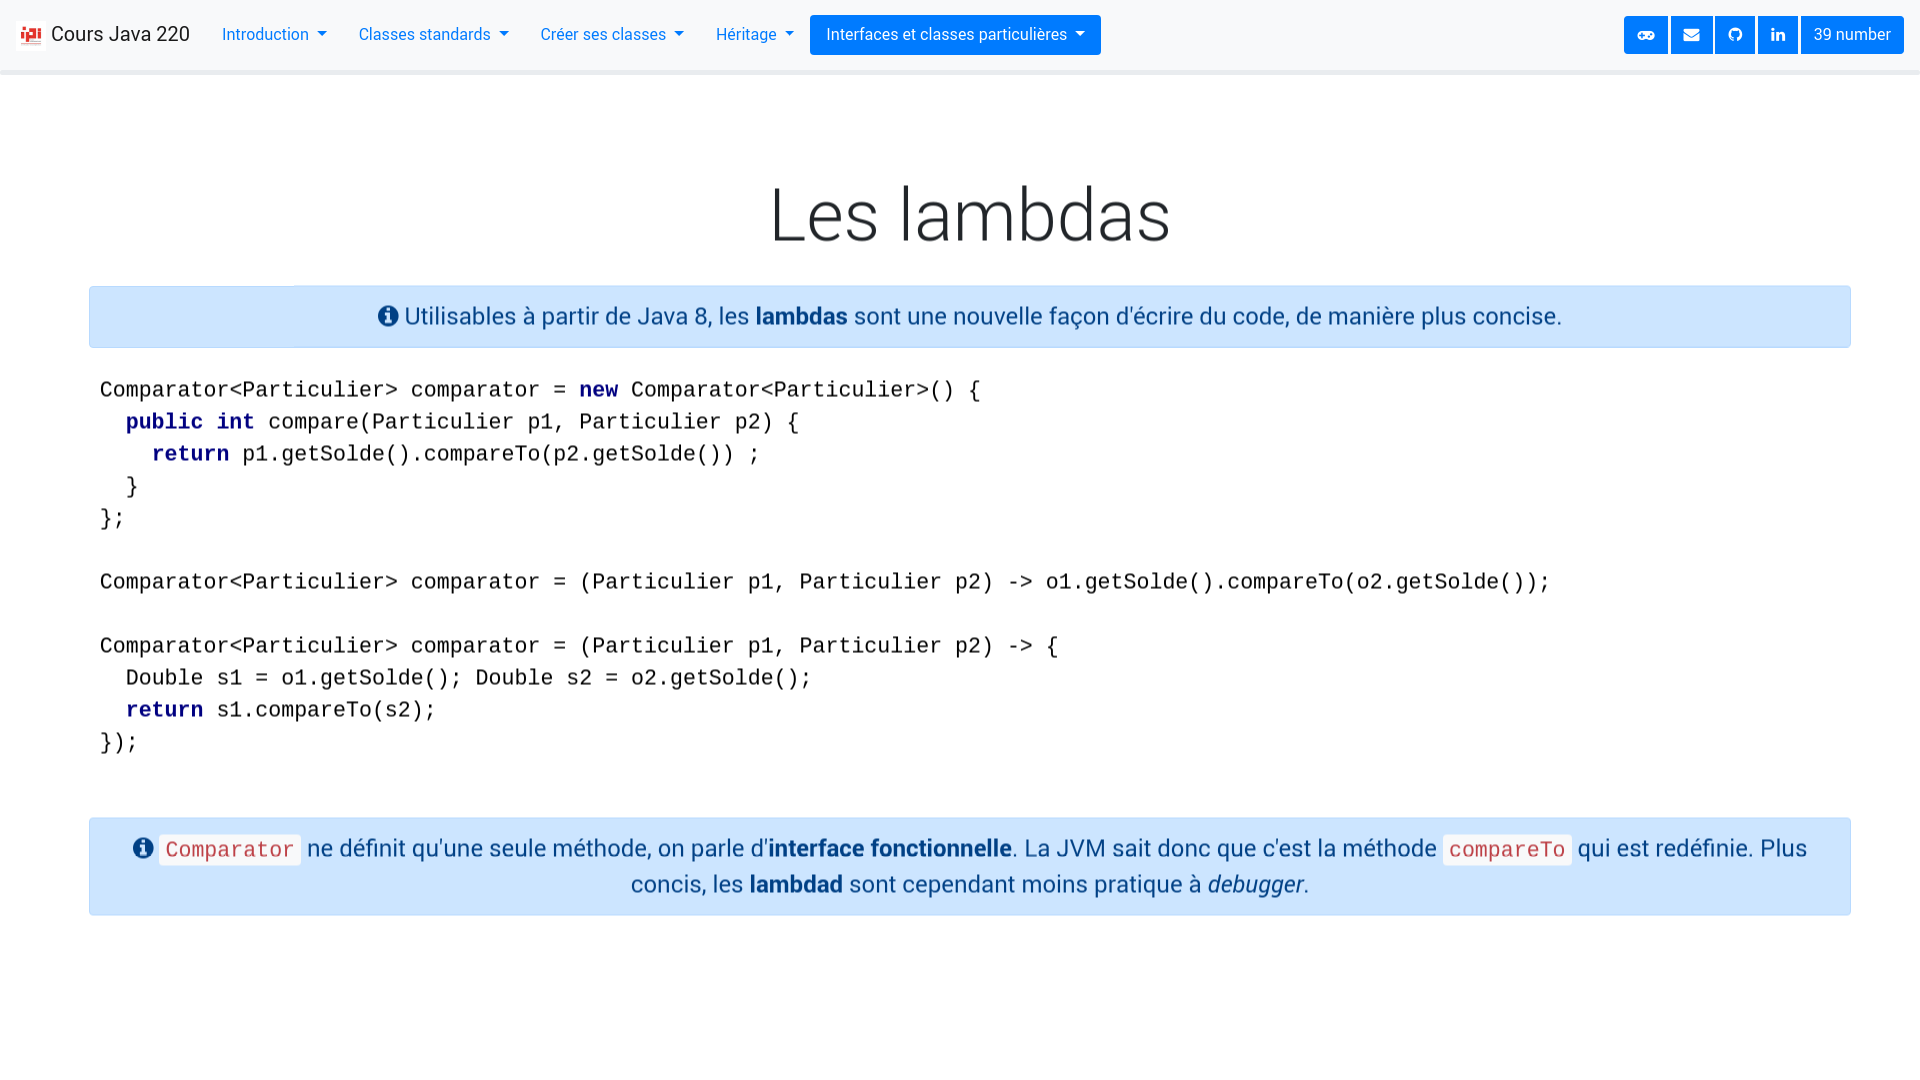 Cours Java 220 Introduction Classes standards Créer ses classes Héritage Interfaces et classes particulières 39 number
Les lambdas
Utilisables à partir de Java 8, les lambdas sont une nouvelle façon d'écrire du code, de manière plus concise.
Comparator<Particulier> comparator = new Comparator<Particulier>() {
  public int compare(Particulier p1, Particulier p2) {
    return p1.getSolde().compareTo(p2.getSolde()) ;
  }
};
Comparator<Particulier> comparator = (Particulier p1, Particulier p2) -> o1.getSolde().compareTo(o2.getSolde());
Comparator<Particulier> comparator = (Particulier p1, Particulier p2) -> {
  Double s1 = o1.getSolde(); Double s2 = o2.getSolde();
  return s1.compareTo(s2);
});
Comparator ne définit qu'une seule méthode, on parle d'interface fonctionnelle. La JVM sait donc que c'est la méthode compareTo qui est redéfinie. Plus
concis, les lambdad sont cependant moins pratique à debugger.